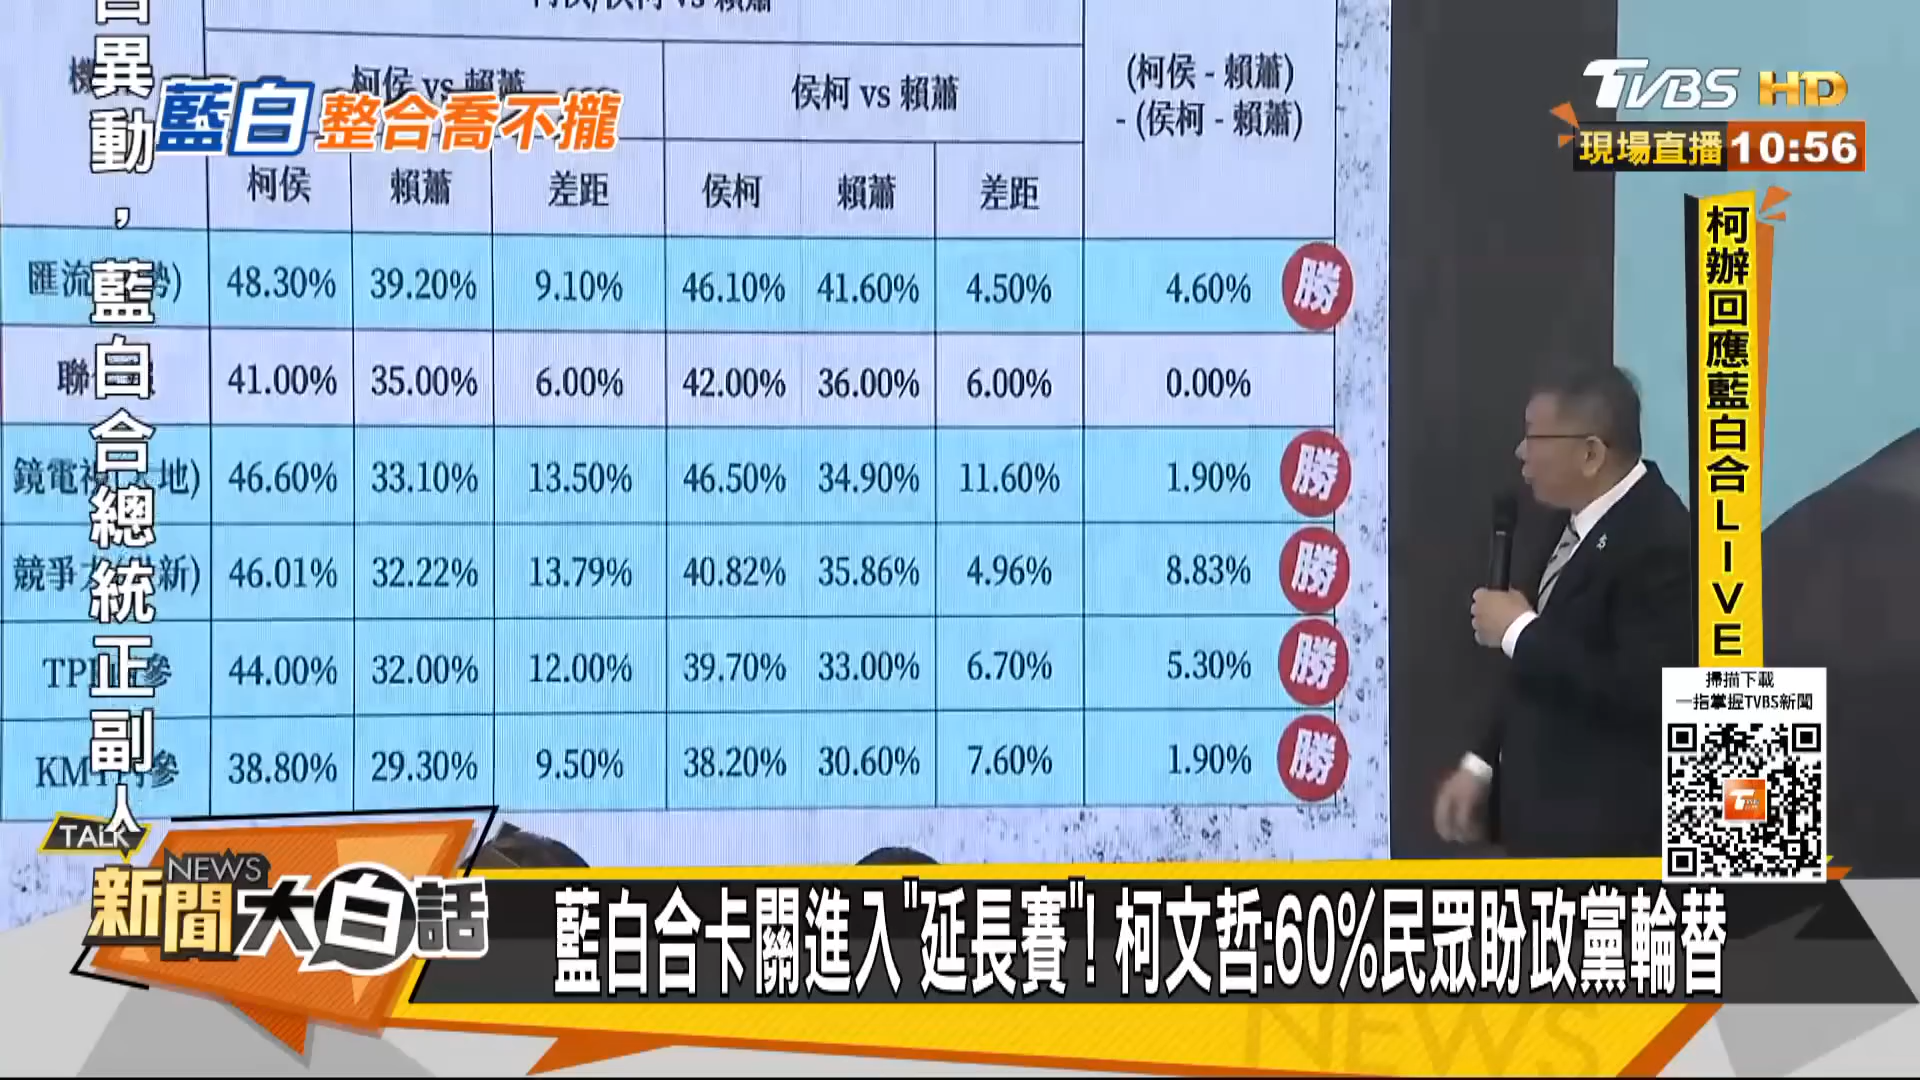 柯侯/侯柯 vs 賴蕭
柯侯 vs 賴蕭
侯柯 vs 賴蕭
(柯侯 - 賴蕭)
- (侯柯 - 賴蕭)
柯侯 賴蕭 差距 侯柯 賴蕭 差距
48.30% 39.20% 9.10% 46.10% 41.60% 4.50% 4.60% 勝
41.00% 35.00% 6.00% 42.00% 36.00% 6.00% 0.00%
46.60% 33.10% 13.50% 46.50% 34.90% 11.60% 1.90% 勝
46.01% 32.22% 13.79% 40.82% 35.86% 4.96% 8.83% 勝
44.00% 32.00% 12.00% 39.70% 33.00% 6.70% 5.30% 勝
38.80% 29.30% 9.50% 38.20% 30.60% 7.60% 1.90% 勝
異動,藍白合總統正副人
藍白整合喬不攏
TVBS HD
現場直播 10:56
柯辦回應藍白合LIVE
掃描下載
一指掌握TVBS新聞
TALK
NEWS
新聞大白話
藍白合卡關進入"延長賽"! 柯文哲:60%民眾盼政黨輪替
NEWS